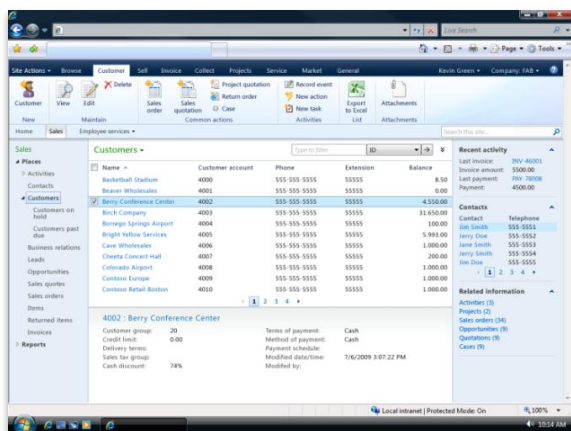 Live Search
Page Tools
Site Actions Browse Customer Sell Invoice Collect Projects Service Market General Kevin Green Company: FAB
Customer View Edit Delete Sales order Sales quotation Project quotation Return order Case Record event New action New task Export to Excel Attachments
New Maintain Common actions Activities List Attachments
Home Sales Employee services Search this site...
Sales
Places
Activities
Contacts
Customers
Customers on hold
Customers past due
Business relations
Leads
Opportunities
Sales quotes
Sales orders
Items
Returned items
Invoices
Reports
Customers Type to filter ID
Name Customer account Phone Extension Balance
Basketball Stadium 4000 555-555-5555 55555 8.50
Beaver Wholesales 4001 555-555-5555 55555 0.00
Berry Conference Center 4002 555-555-5555 55555 4.550.00
Birch Company 4003 555-555-5555 55555 31.650.00
Borrego Springs Airport 4004 555-555-5555 55555 100.00
Bright Yellow Services 4005 555-555-5555 55555 5.993.00
Cave Wholesales 4006 555-555-5555 55555 1.000.00
Cheeta Concert Hall 4007 555-555-5555 55555 200.00
Colorado Airport 4008 555-555-5555 55555 1.000.00
Contoso Europe 4009 555-555-5555 55555 1.000.00
Contoso Retail Boston 4010 555-555-5555 55555 1.000.00
1 2 3 4
4002 : Berry Conference Center
Customer group: 20 Terms of payment: Cash
Credit limit: 0.00 Method of payment: Cash
Delivery terms: Payment schedule:
Sales tax group: Modified date/time: 7/6/2009 3:07:22 PM
Cash discount: 74% Modified by:
Recent activity
Last invoice: INV-46001
Invoice amount: 5500.00
Last payment: PAY-78008
Payment: 4500.00
Contacts
Contact Telephone
Jim Smith 555-5551
Jerry Doe 555-5552
Jane Smith 555-5553
Jerry Smith 555-5554
Jim Doe 555-5555
1 2 3 4
Related information
Activities (3)
Projects (2)
Sales orders (34)
Opportunities (9)
Quotations (9)
Cases (9)
Local intranet | Protected Mode: On 100%
10:14 AM